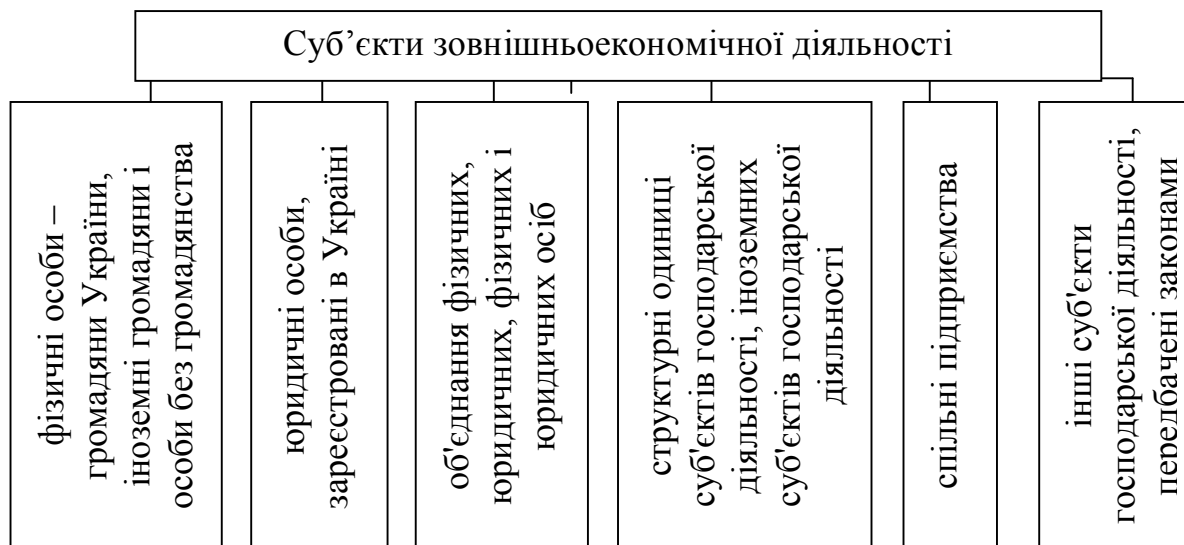 Суб’єкти зовнішньоекономічної діяльності
фізичні особи –
громадяни України,
іноземні громадяни і
особи без громадянства
юридичні особи,
зареєстровані в Україні
об'єднання фізичних,
юридичних, фізичних і
юридичних осіб
структурні одиниці
суб'єктів господарської
діяльності, іноземних
суб'єктів господарської
діяльності
спільні підприємства
інші суб'єкти
господарської діяльності,
передбачені законами